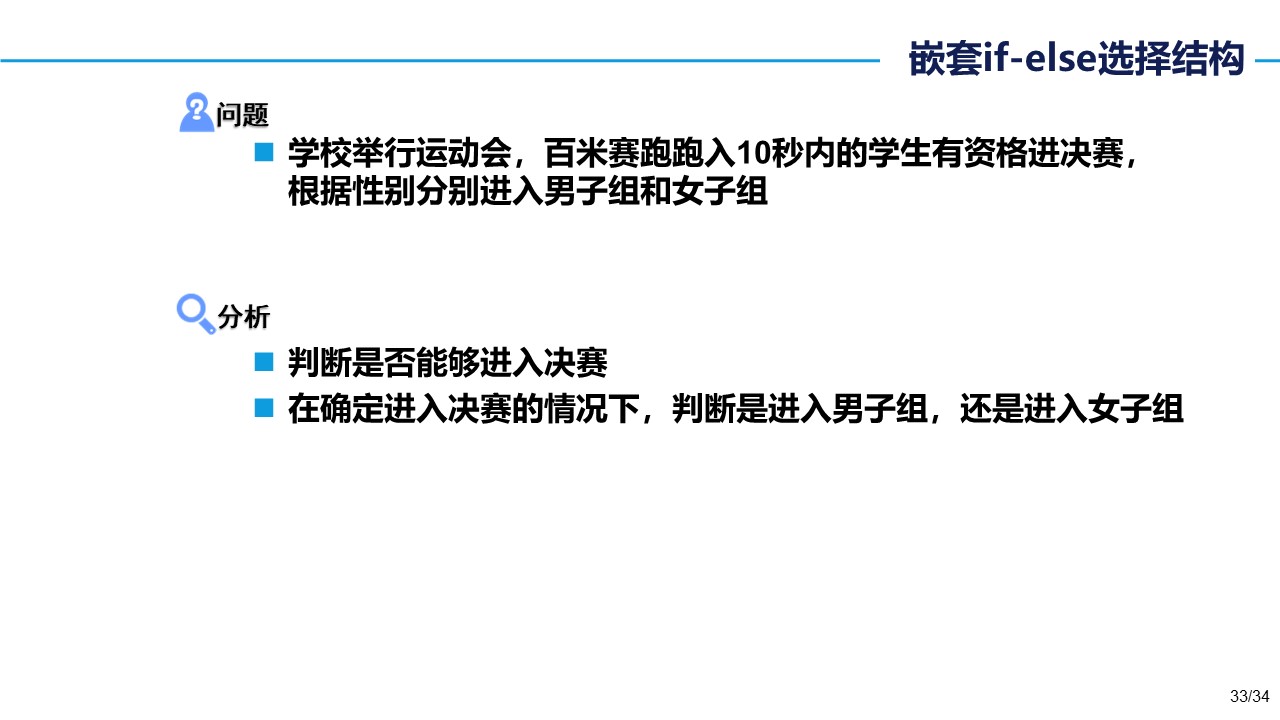 嵌套if-else选择结构
问题
学校举行运动会，百米赛跑跑入10秒内的学生有资格进决赛，
根据性别分别进入男子组和女子组
分析
判断是否能够进入决赛
在确定进入决赛的情况下，判断是进入男子组，还是进入女子组
33/34